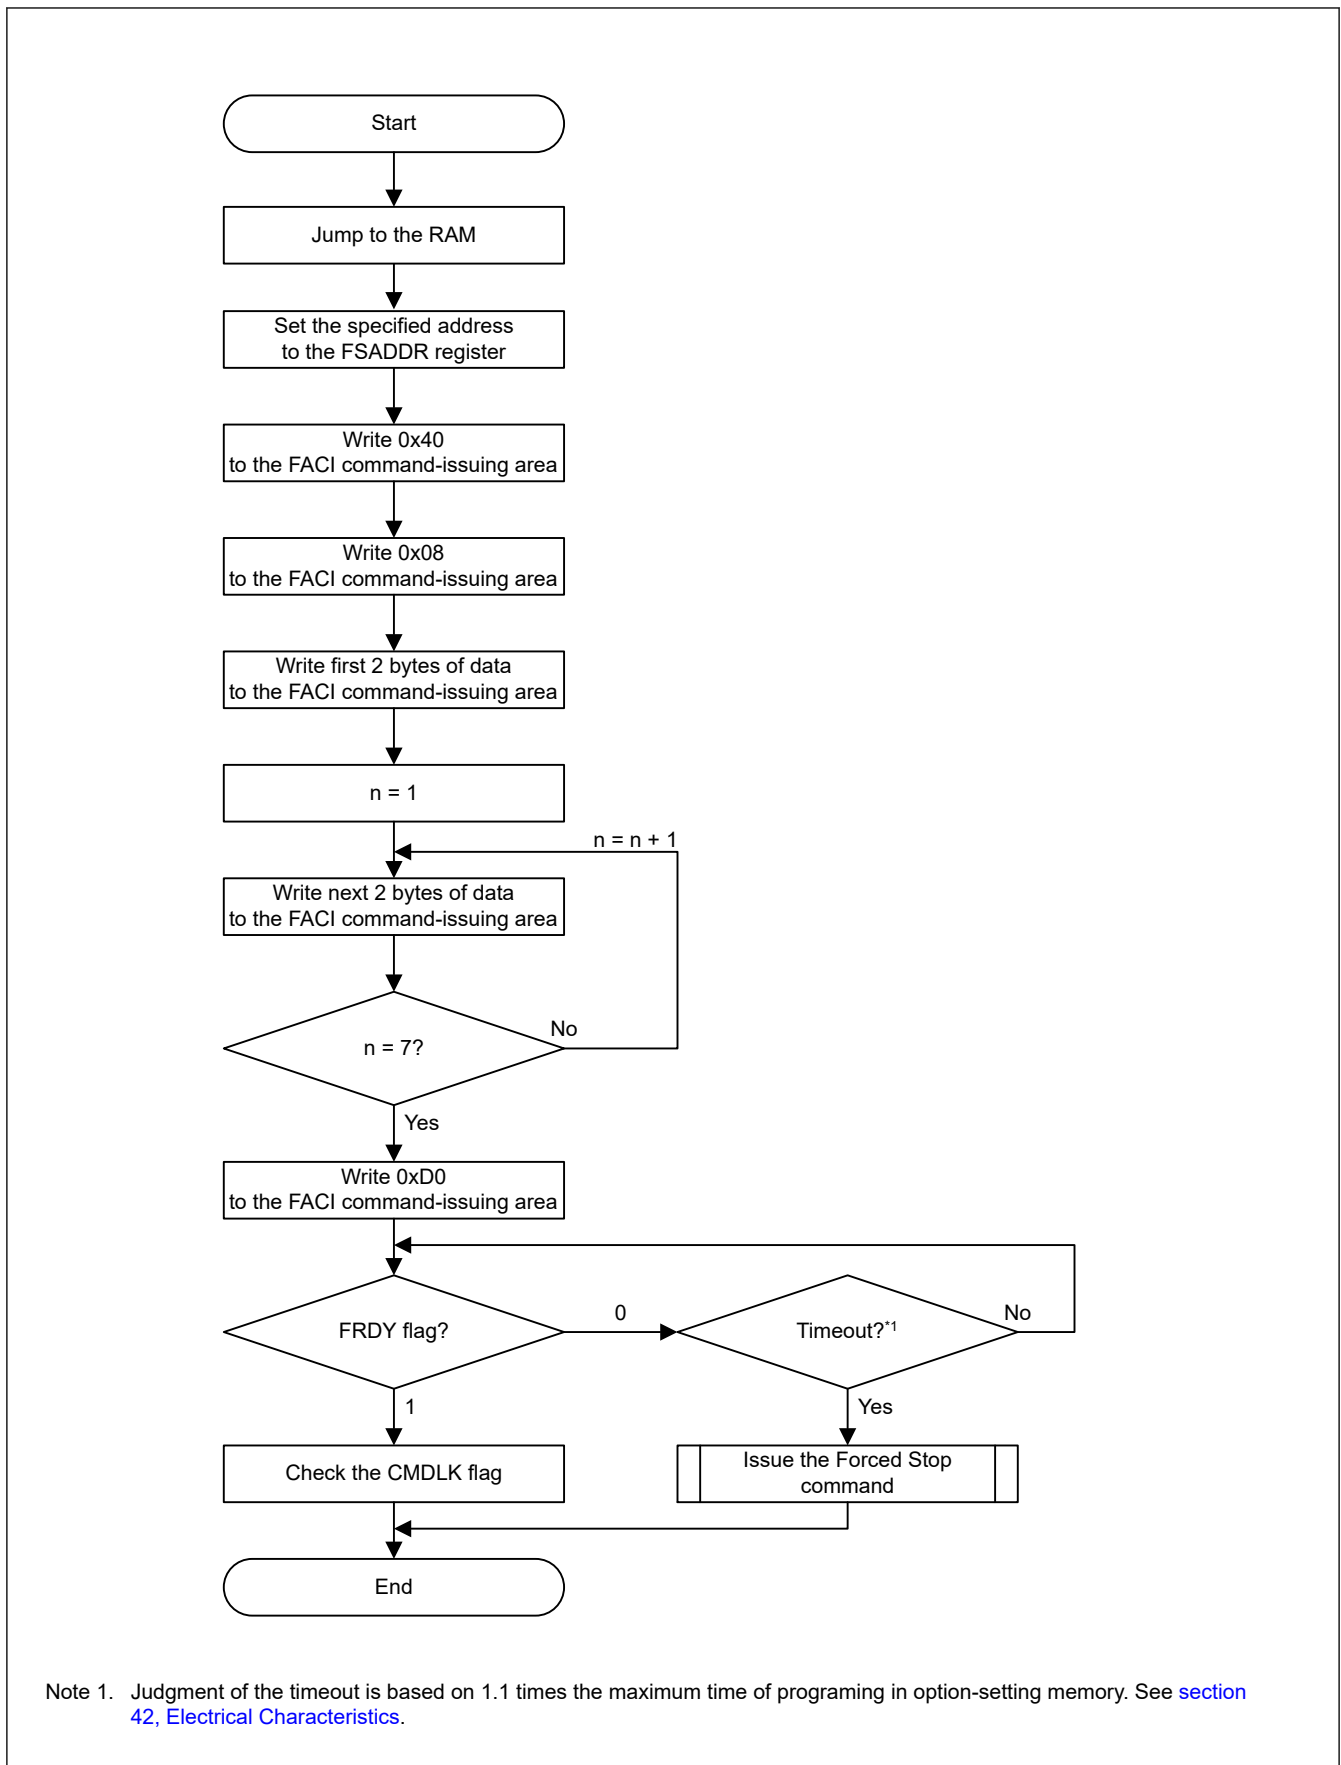 Start
Jump to the RAM
Set the specified address
to the FSADDR register
Write 0x40
to the FACI command-issuing area
Write 0x08
to the FACI command-issuing area
Write first 2 bytes of data
to the FACI command-issuing area
n = 1
n = n + 1
Write next 2 bytes of data
to the FACI command-issuing area
n = 7?
No
Yes
Write 0xD0
to the FACI command-issuing area
FRDY flag?
0
Timeout?*1
No
1
Yes
Check the CMDLK flag
Issue the Forced Stop
command
End
Note 1. Judgment of the timeout is based on 1.1 times the maximum time of programing in option-setting memory. See section
42, Electrical Characteristics.